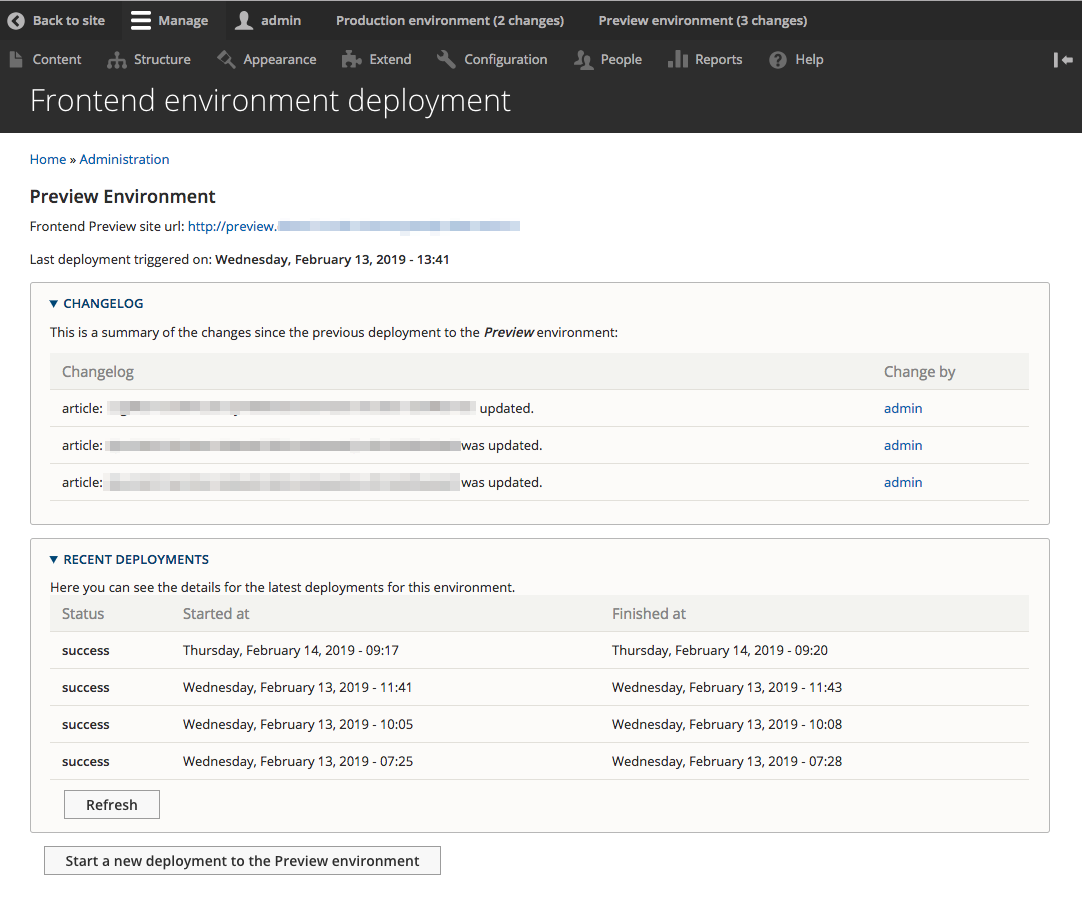 Back to site Manage admin Production environment (2 changes) Preview environment (3 changes)
Content Structure Appearance Extend Configuration People Reports Help
Frontend environment deployment
Home » Administration
Preview Environment
Frontend Preview site url: http://preview.
Last deployment triggered on: Wednesday, February 13, 2019 - 13:41
CHANGELOG
This is a summary of the changes since the previous deployment to the Preview environment:
Changelog Change by
article: updated. admin
article: was updated. admin
article: was updated. admin
RECENT DEPLOYMENTS
Here you can see the details for the latest deployments for this environment.
Status Started at Finished at
success Thursday, February 14, 2019 - 09:17 Thursday, February 14, 2019 - 09:20
success Wednesday, February 13, 2019 - 11:41 Wednesday, February 13, 2019 - 11:43
success Wednesday, February 13, 2019 - 10:05 Wednesday, February 13, 2019 - 10:08
success Wednesday, February 13, 2019 - 07:25 Wednesday, February 13, 2019 - 07:28
Refresh
Start a new deployment to the Preview environment